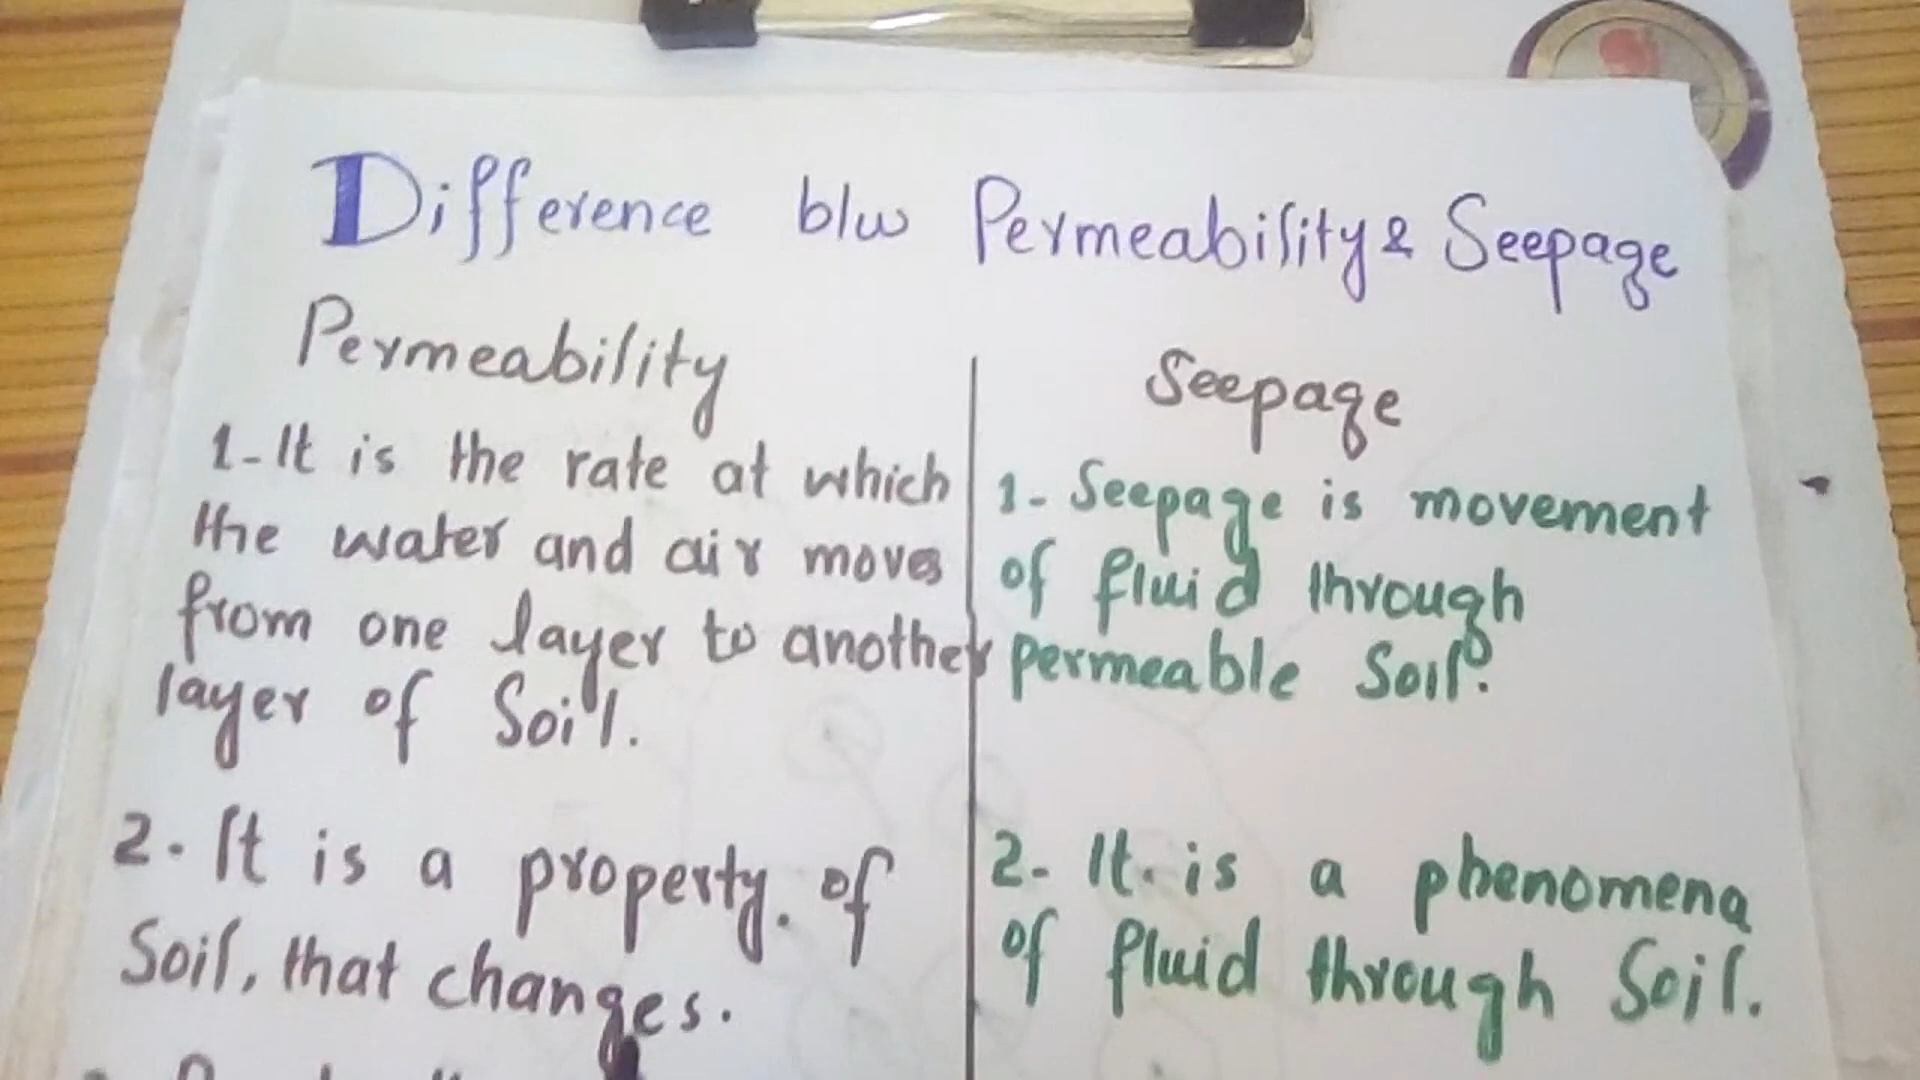 Difference b/w Permeability & Seepage
Permeability
1- It is the rate at which
the water and air moves
from one layer to another
layer of Soil.
2. It is a property. of
Soil, that changes.
Seepage
1- Seepage is movement
of fluid through
permeable Soil.
2- It is a phenomena
of fluid through Soil.